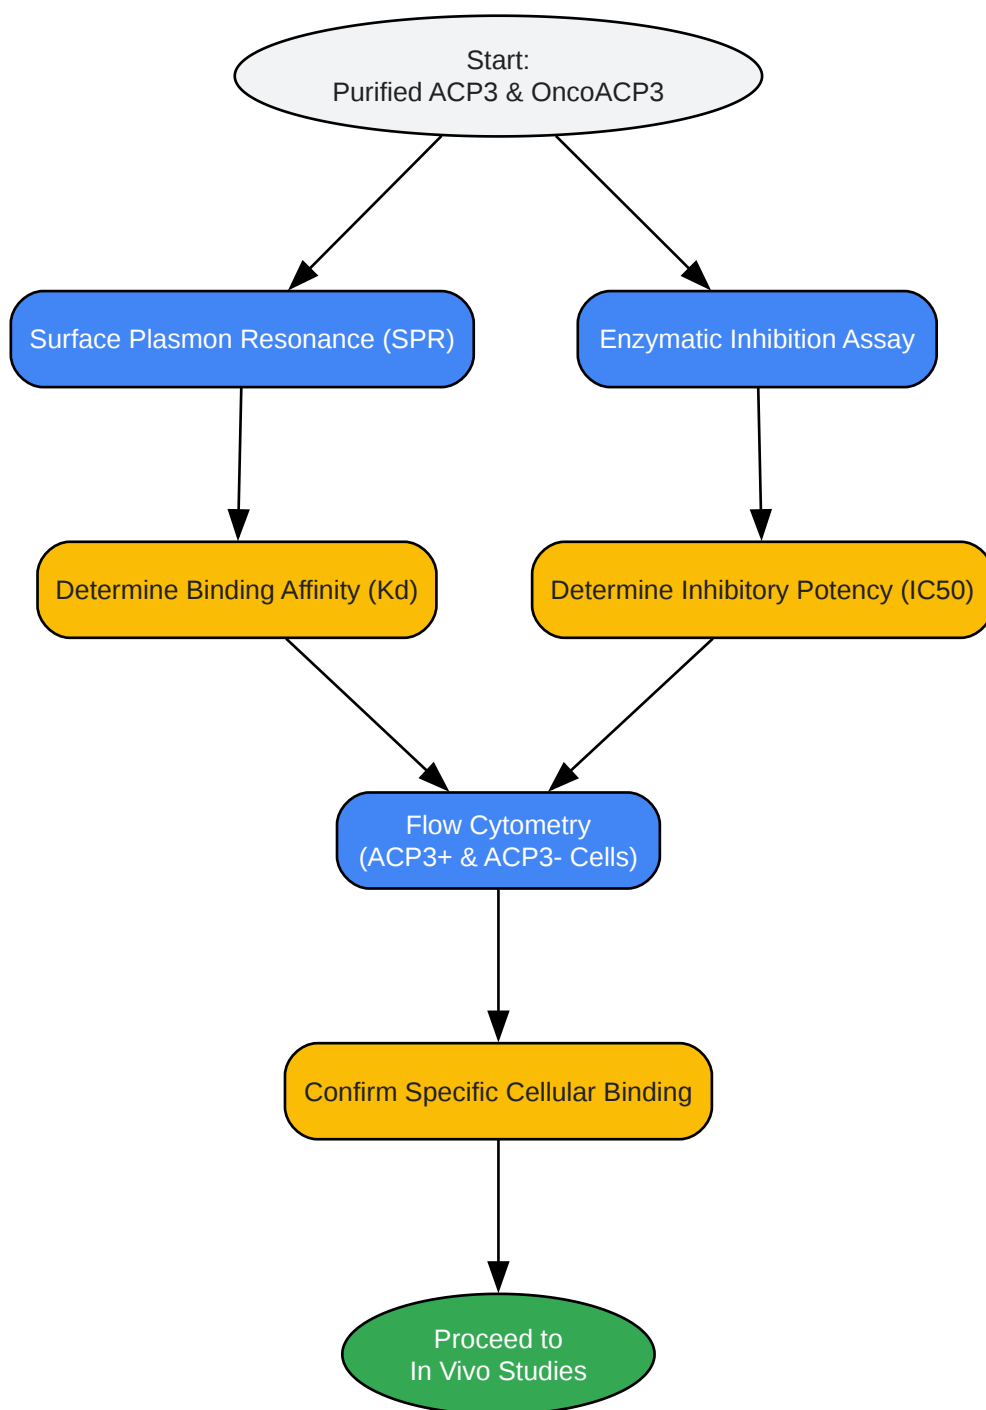 Start:
Purified ACP3 & OncoACP3
Surface Plasmon Resonance (SPR)
Enzymatic Inhibition Assay
Determine Binding Affinity (Kd)
Determine Inhibitory Potency (IC50)
Flow Cytometry
(ACP3+ & ACP3- Cells)
Confirm Specific Cellular Binding
Proceed to
In Vivo Studies